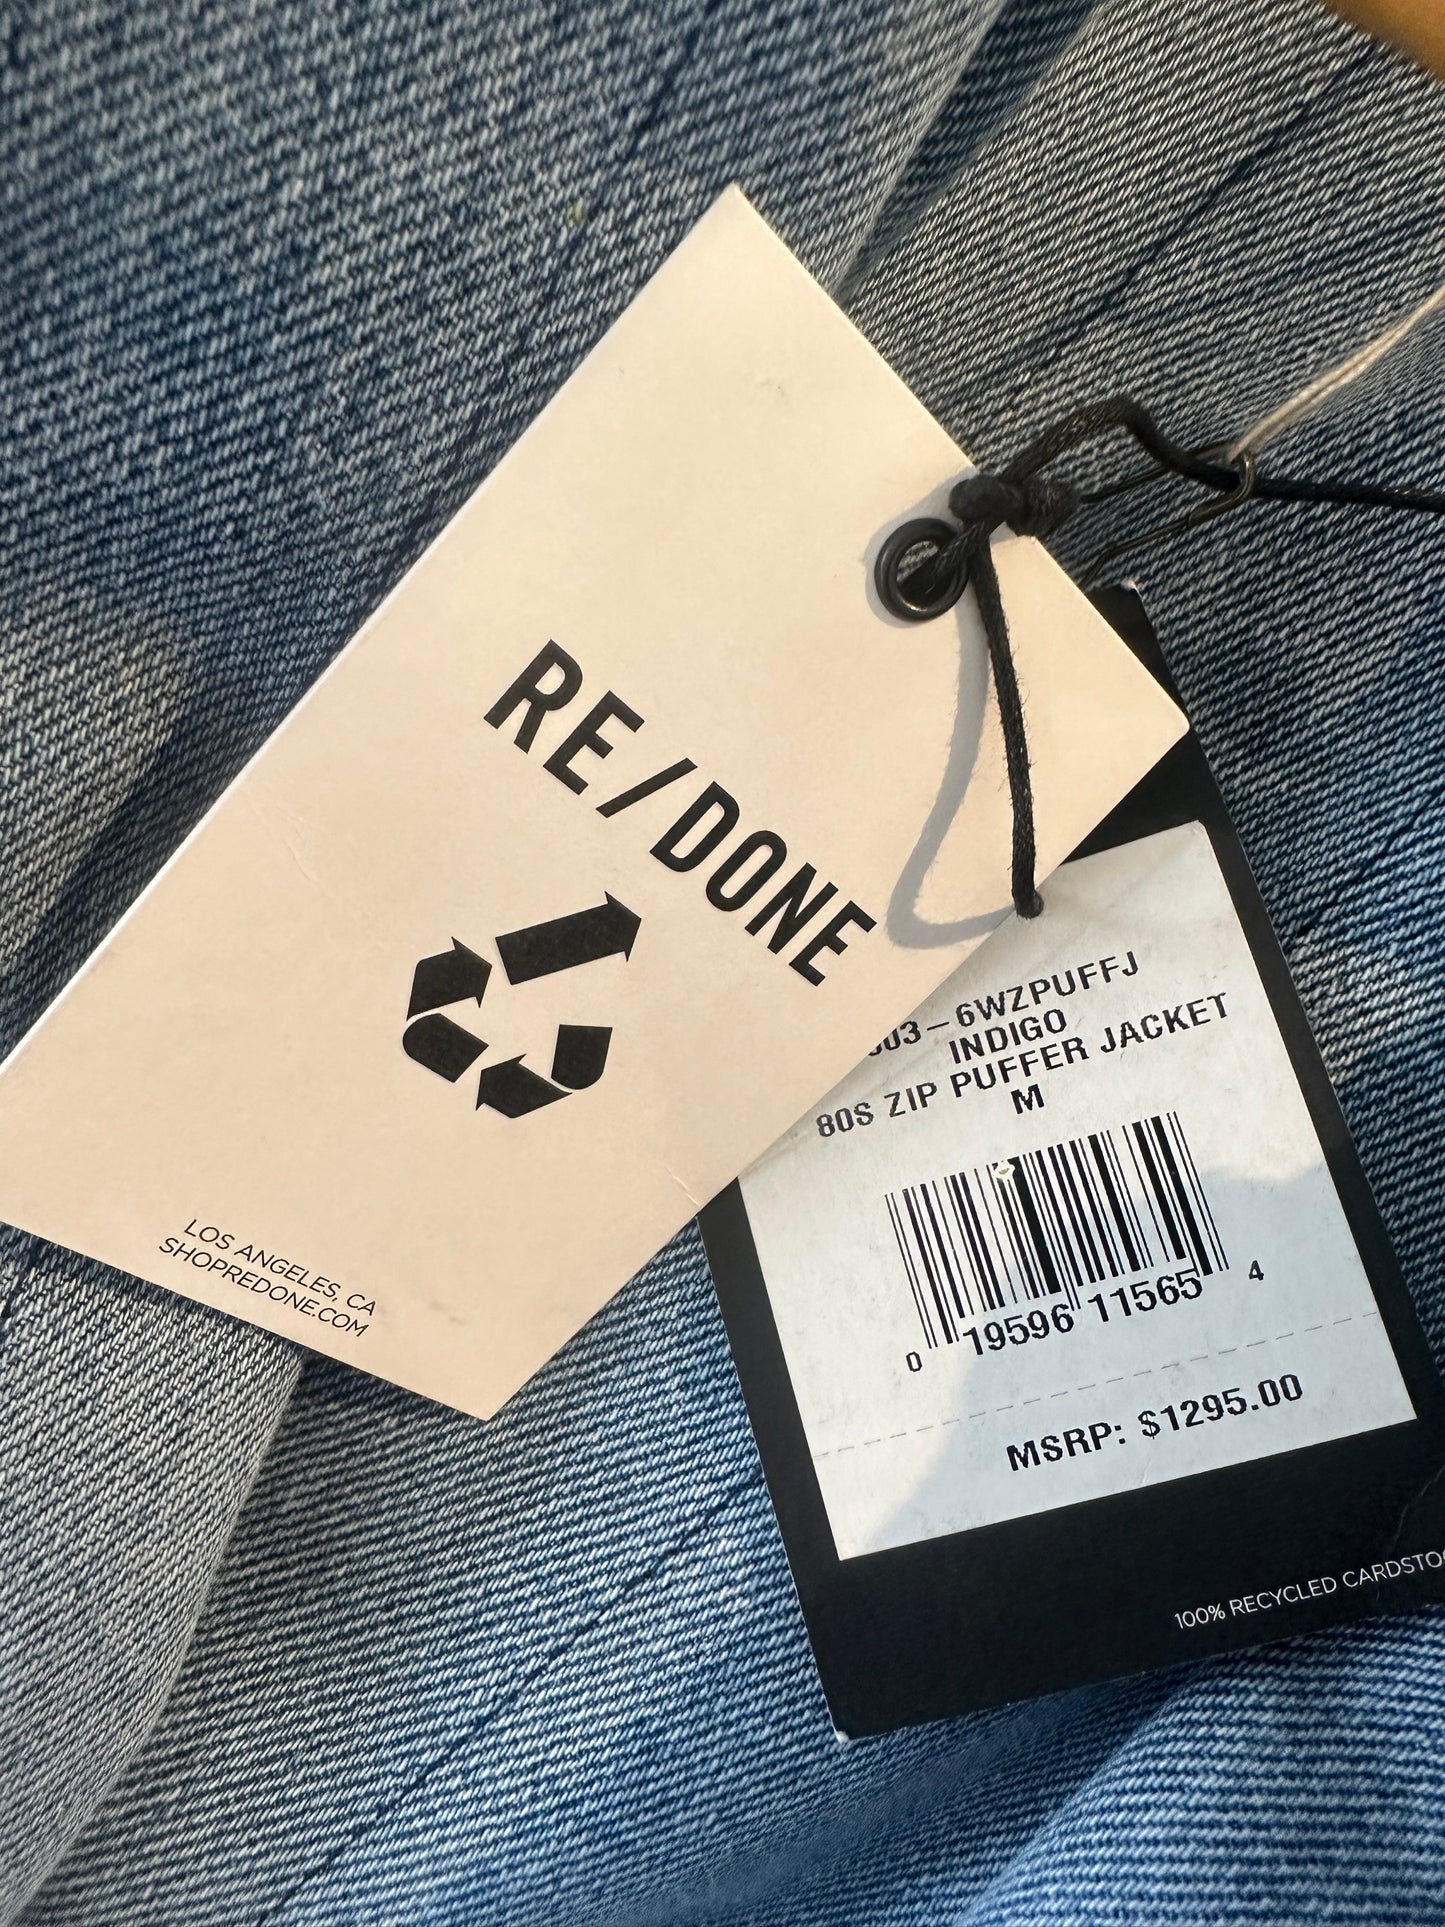 RE/DONE
LOS ANGELES, CA
SHOPREDONE.COM
6WZPUFFJ
INDIGO
80S ZIP PUFFER JACKET
M
0 19596 11565 4
MSRP: $1295.00
100% RECYCLED